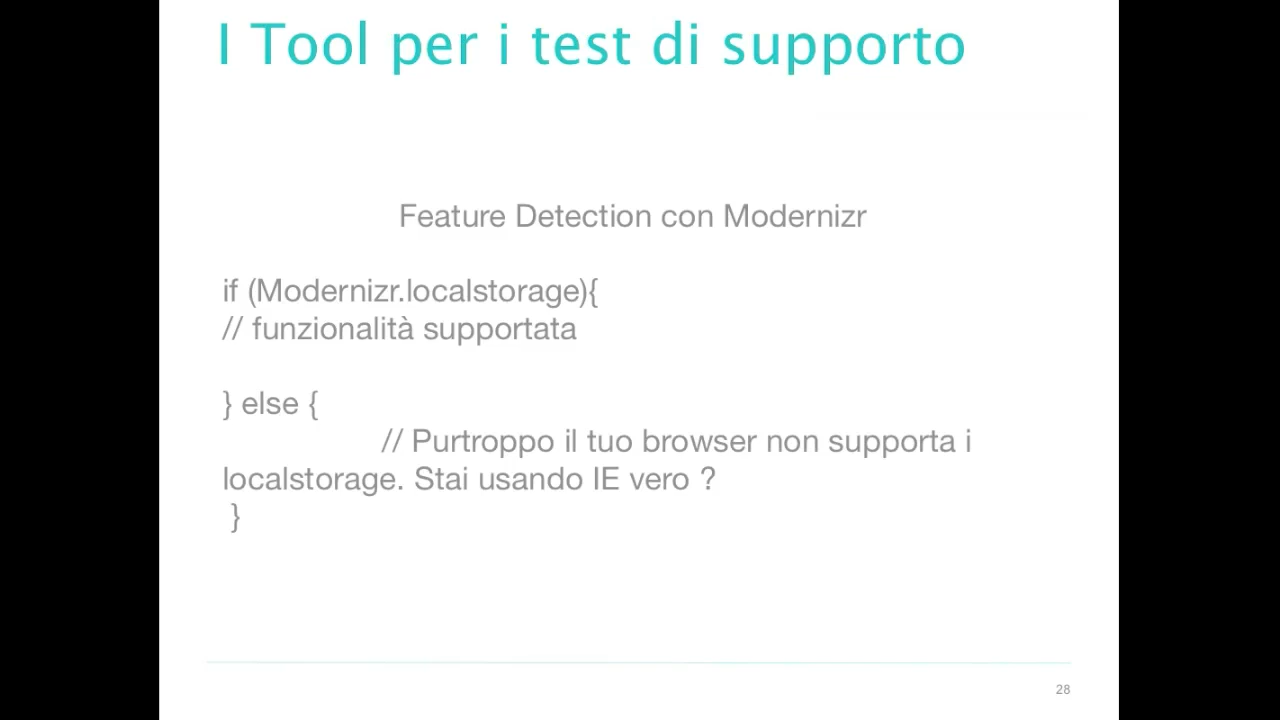 I Tool per i test di supporto
Feature Detection con Modernizr
if (Modernizr.localstorage){
// funzionalità supportata
} else {
// Purtroppo il tuo browser non supporta i
localstorage. Stai usando IE vero ?
}
28